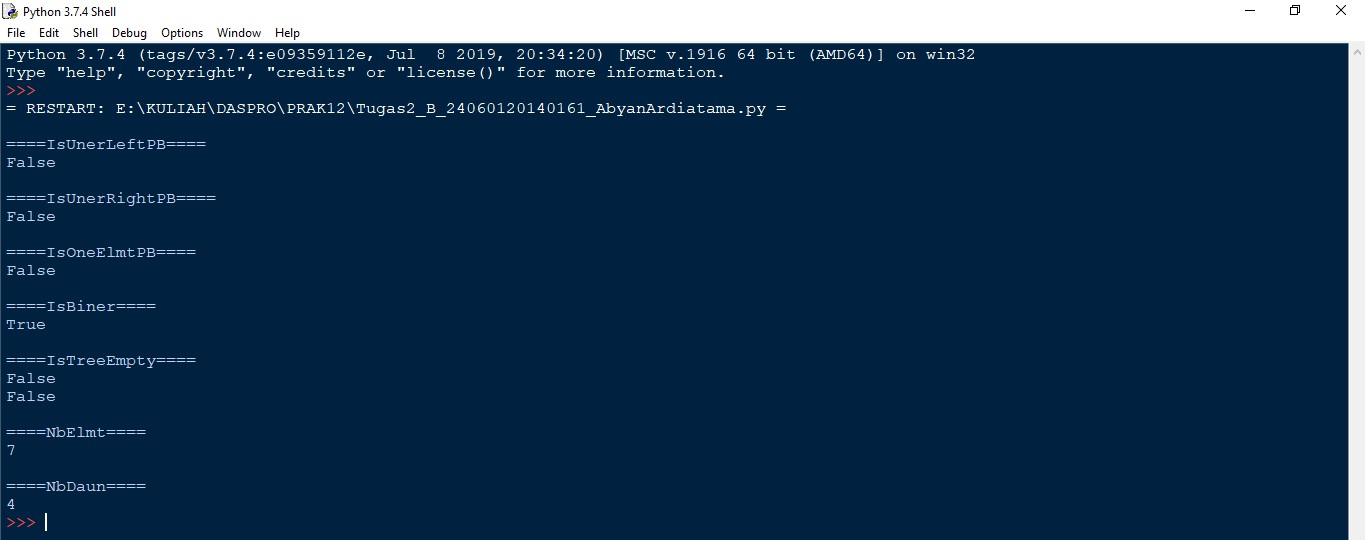 Python 3.7.4 Shell
File Edit Shell Debug Options Window Help
Python 3.7.4 (tags/v3.7.4:e09359112e, Jul  8 2019, 20:34:20) [MSC v.1916 64 bit (AMD64)] on win32
Type "help", "copyright", "credits" or "license()" for more information.
>>>
= RESTART: E:\KULIAH\DASPRO\PRAK12\Tugas2_B_24060120140161_AbyanArdiatama.py =
====IsUnerLeftPB====
False
====IsUnerRightPB====
False
====IsOneElmtPB====
False
====IsBiner====
True
====IsTreeEmpty====
False
False
====NbElmt====
7
====NbDaun====
4
>>>